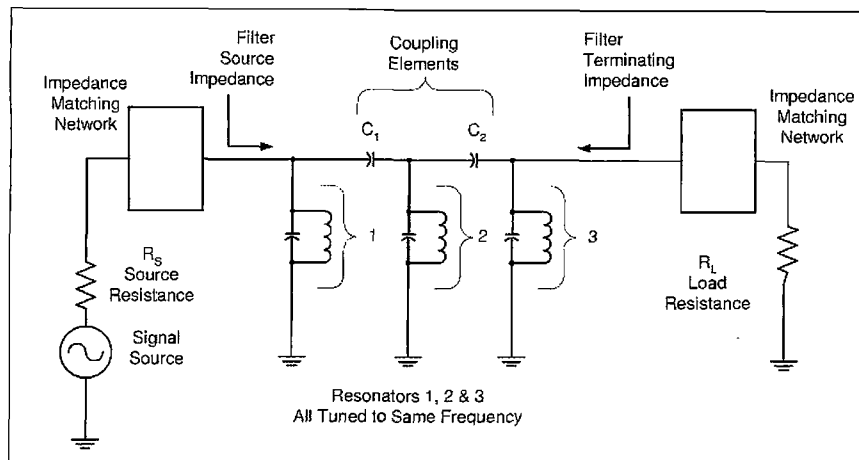 Filter
Source
Impedance
Coupling
Elements
Filter
Terminating
Impedance
Impedance
Matching
Network
Impedance
Matching
Network
C1
C2
1
2
3
RS
Source
Resistance
RL
Load
Resistance
Signal
Source
Resonators 1, 2 & 3
All Tuned to Same Frequency